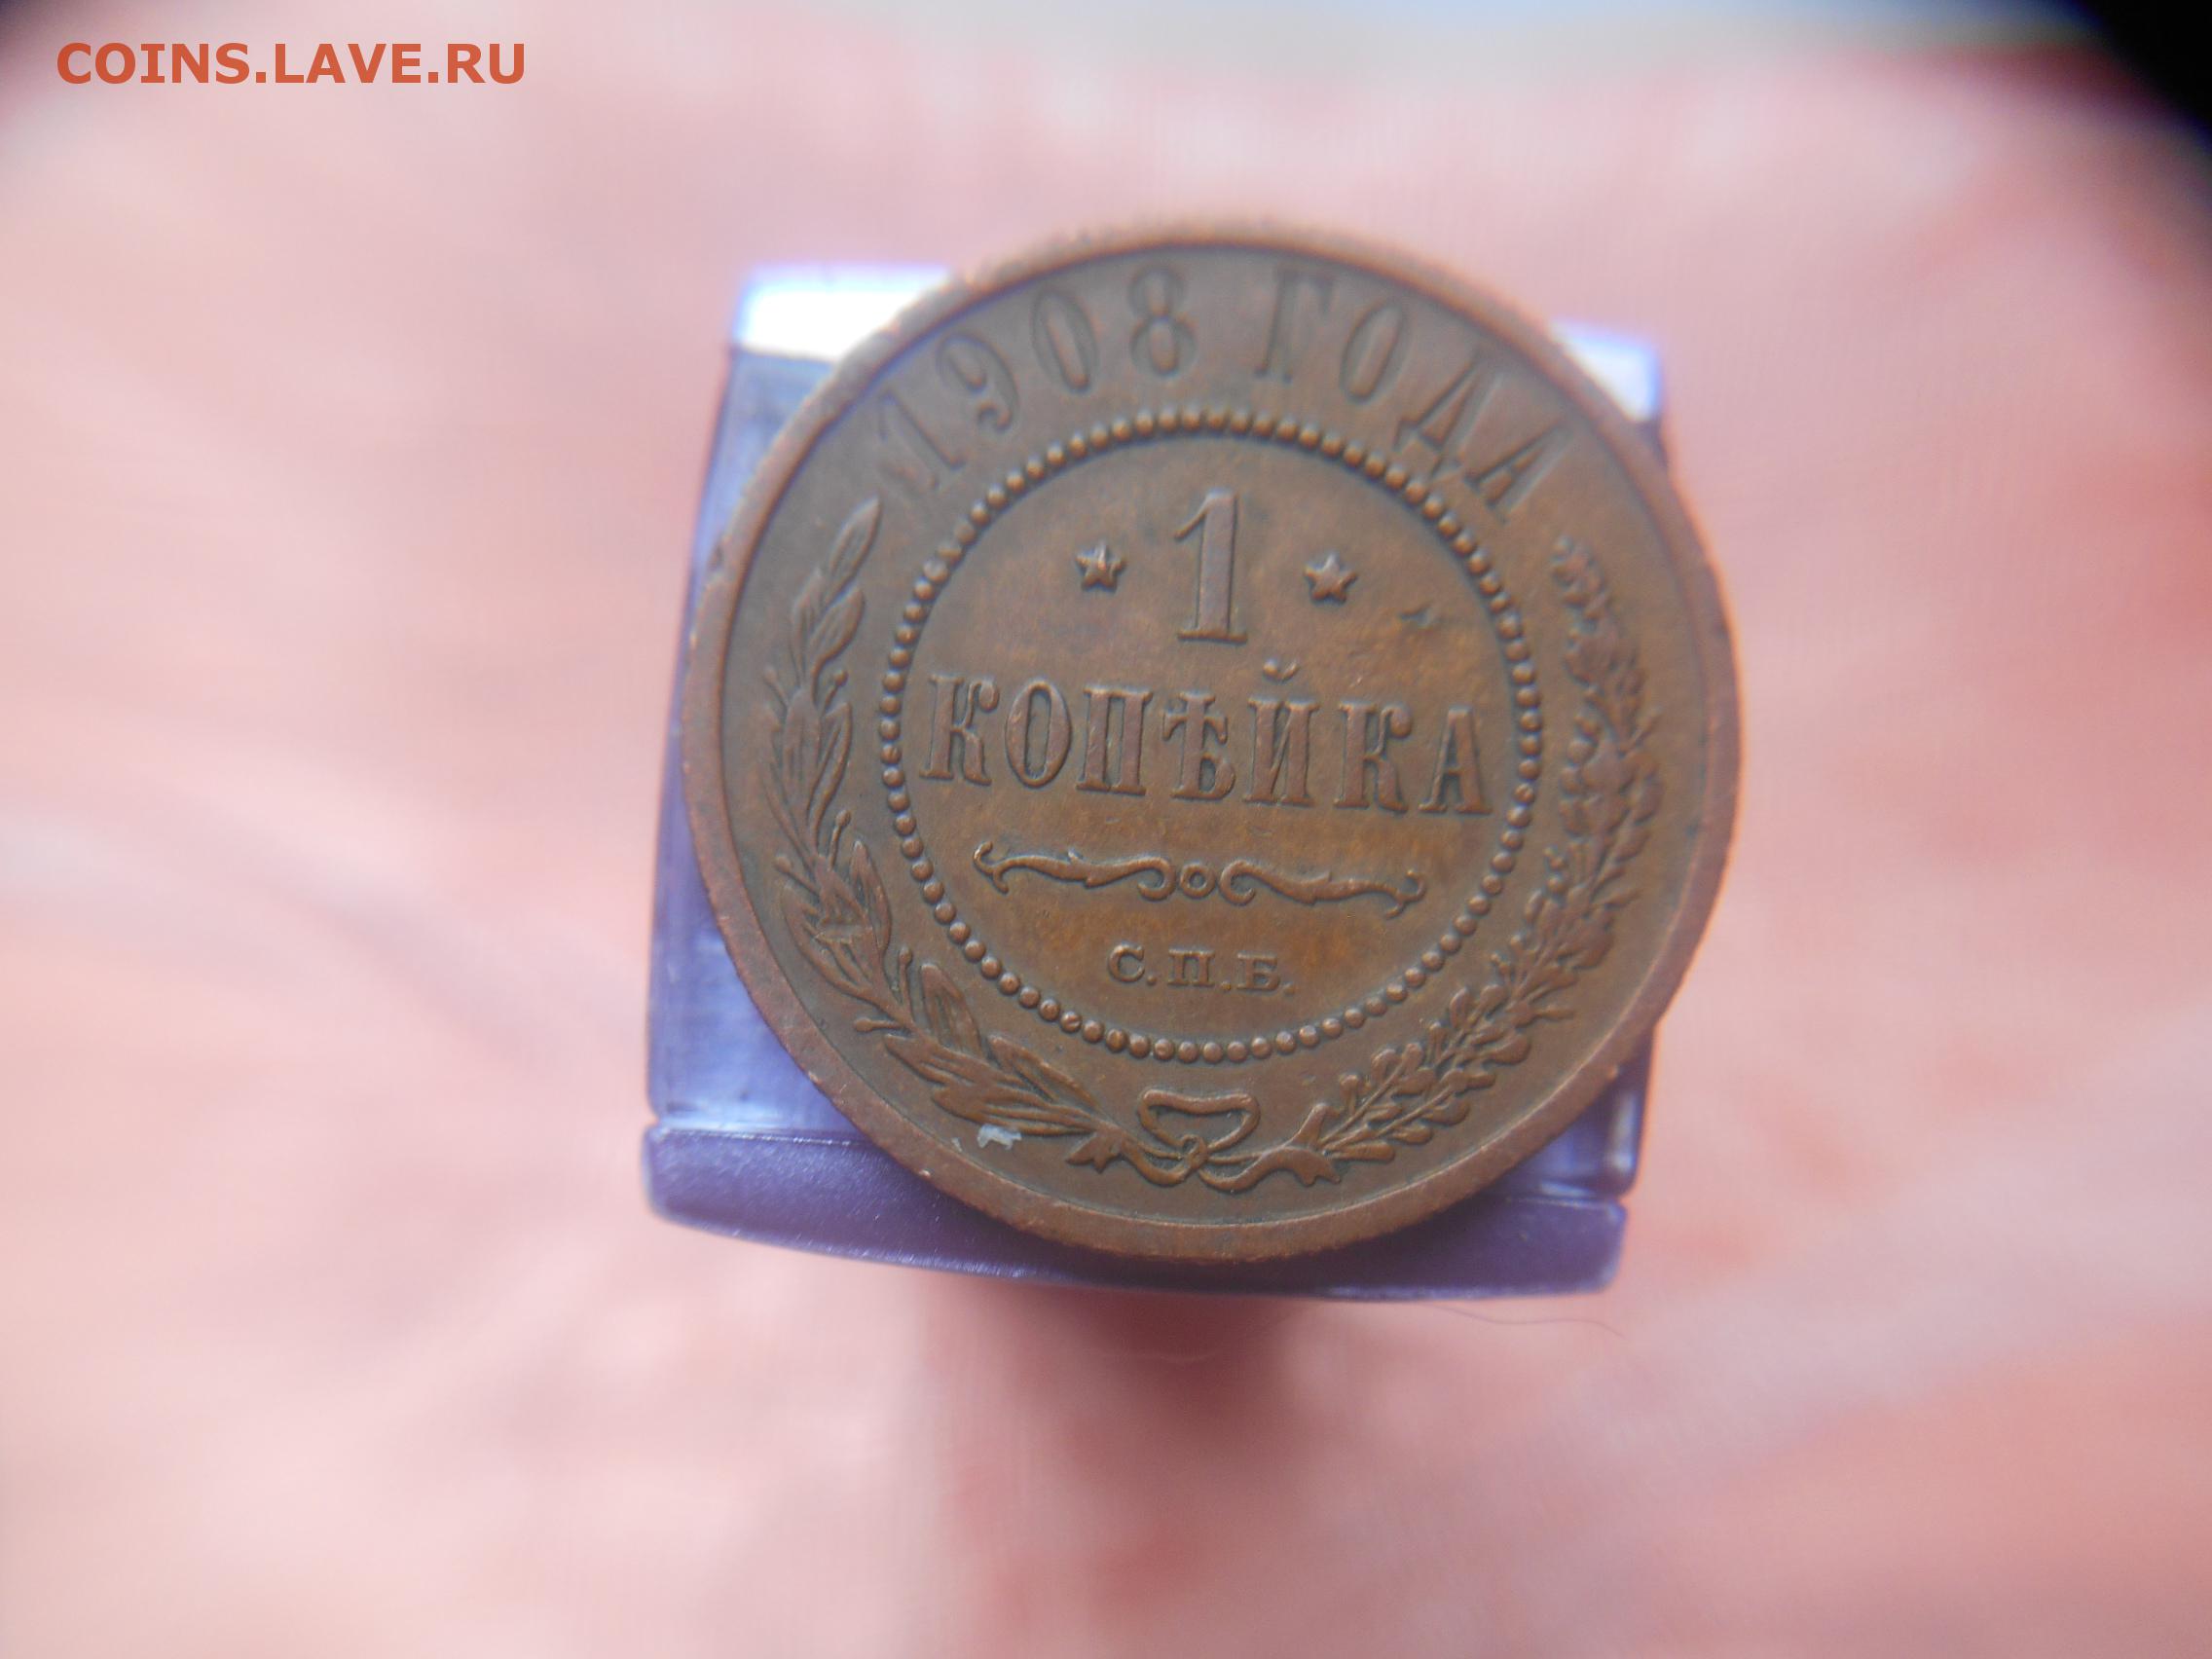 COINS.LAVE.RU
1908 ГОДА
1
КОПѢЙКА
С.П.Б.